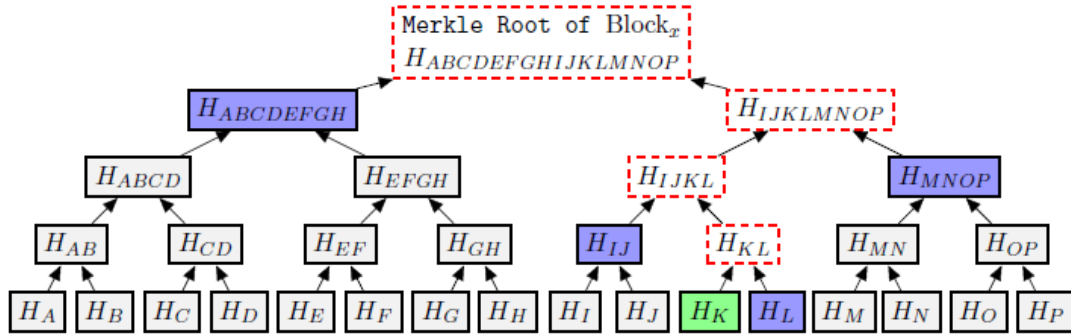 Merkle Root of Blockₓ
H_ABCDEFGHIJKLMNOP
H_ABCDEFGH H_IJKLMNOP
H_ABCD H_EFGH H_IJKL H_MNOP
H_AB H_CD H_EF H_GH H_IJ H_KL H_MN H_OP
H_A H_B H_C H_D H_E H_F H_G H_H H_I H_J H_K H_L H_M H_N H_O H_P